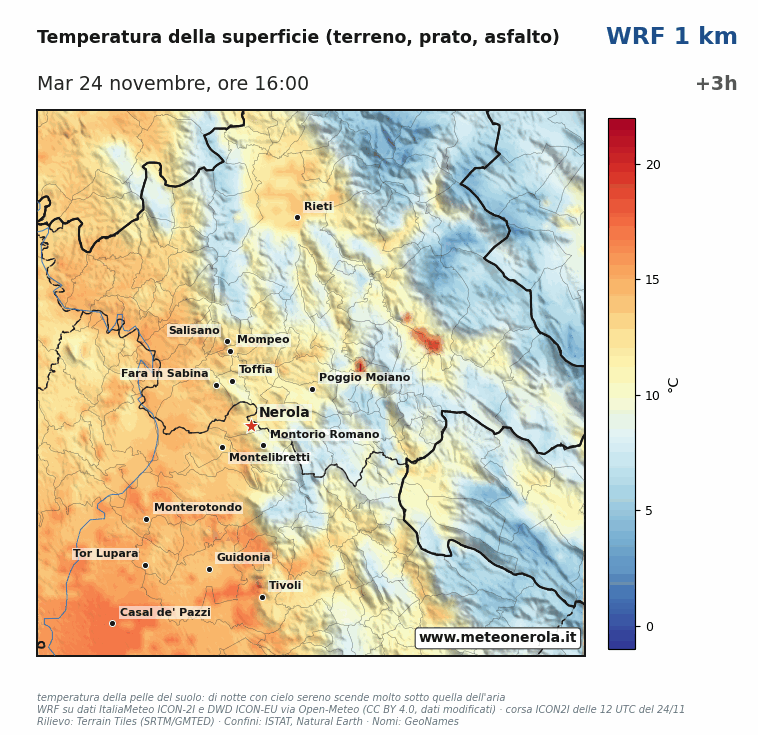 Temperatura della superficie (terreno, prato, asfalto)
WRF 1 km
Mar 24 novembre, ore 16:00
+3h
Rieti
Salisano
Mompeo
Toffia
Fara in Sabina
Poggio Moiano
Nerola
Montorio Romano
Montelibretti
Monterotondo
Tor Lupara
Guidonia
Tivoli
Casal de' Pazzi
www.meteonerola.it
20
15
10
5
0
°C
temperatura della pelle del suolo: di notte con cielo sereno scende molto sotto quella dell'aria
WRF su dati ItaliaMeteo ICON-2I e DWD ICON-EU via Open-Meteo (CC BY 4.0, dati modificati) · corsa ICON2I delle 12 UTC del 24/11
Rilievo: Terrain Tiles (SRTM/GMTED) · Confini: ISTAT, Natural Earth · Nomi: GeoNames